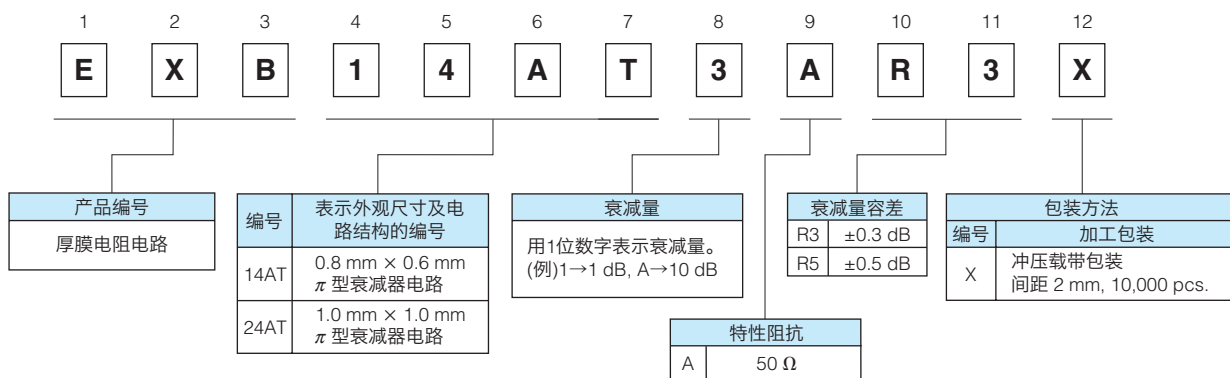 1 2 3 4 5 6 7 8 9 10 11 12
E X B 1 4 A T 3 A R 3 X
产品编号
厚膜电阻电路
编号 表示外观尺寸及电
路结构的编号
14AT 0.8 mm × 0.6 mm
π 型衰减器电路
24AT 1.0 mm × 1.0 mm
π 型衰减器电路
衰减量
用1位数字表示衰减量。
(例)1→1 dB, A→10 dB
特性阻抗
A 50 Ω
衰减量容差
R3 ±0.3 dB
R5 ±0.5 dB
包装方法
编号 加工包装
X 冲压载带包装
间距 2 mm, 10,000 pcs.